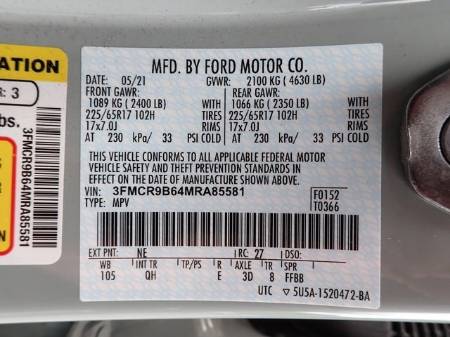 ATION
R: 3
bs.
3FMCR9B64MRA85581
MFD. BY FORD MOTOR CO.
DATE: 05/21 GVWR: 2100 KG ( 4630 LB)
FRONT GAWR: REAR GAWR:
1089 KG ( 2400 LB) WITH 1066 KG ( 2350 LB) WITH
225/65R17 102H TIRES 225/65R17 102H TIRES
17x7.0J RIMS 17x7.0J RIMS
AT 230 kPa/ 33 PSI COLD AT 230 kPa/ 33 PSI COLD
THIS VEHICLE CONFORMS TO ALL APPLICABLE FEDERAL MOTOR
VEHICLE SAFETY AND THEFT PREVENTION STANDARDS IN
EFFECT ON THE DATE OF MANUFACTURE SHOWN ABOVE.
VIN: 3FMCR9B64MRA85581 F0152
TYPE: MPV T0366
EXT PNT: NE RC: 27 DSO:
WB INT TR TP/PS R AXLE TR SPR
105 QH E 3D 8 FFBB
UTC 5U5A-1520472-BA